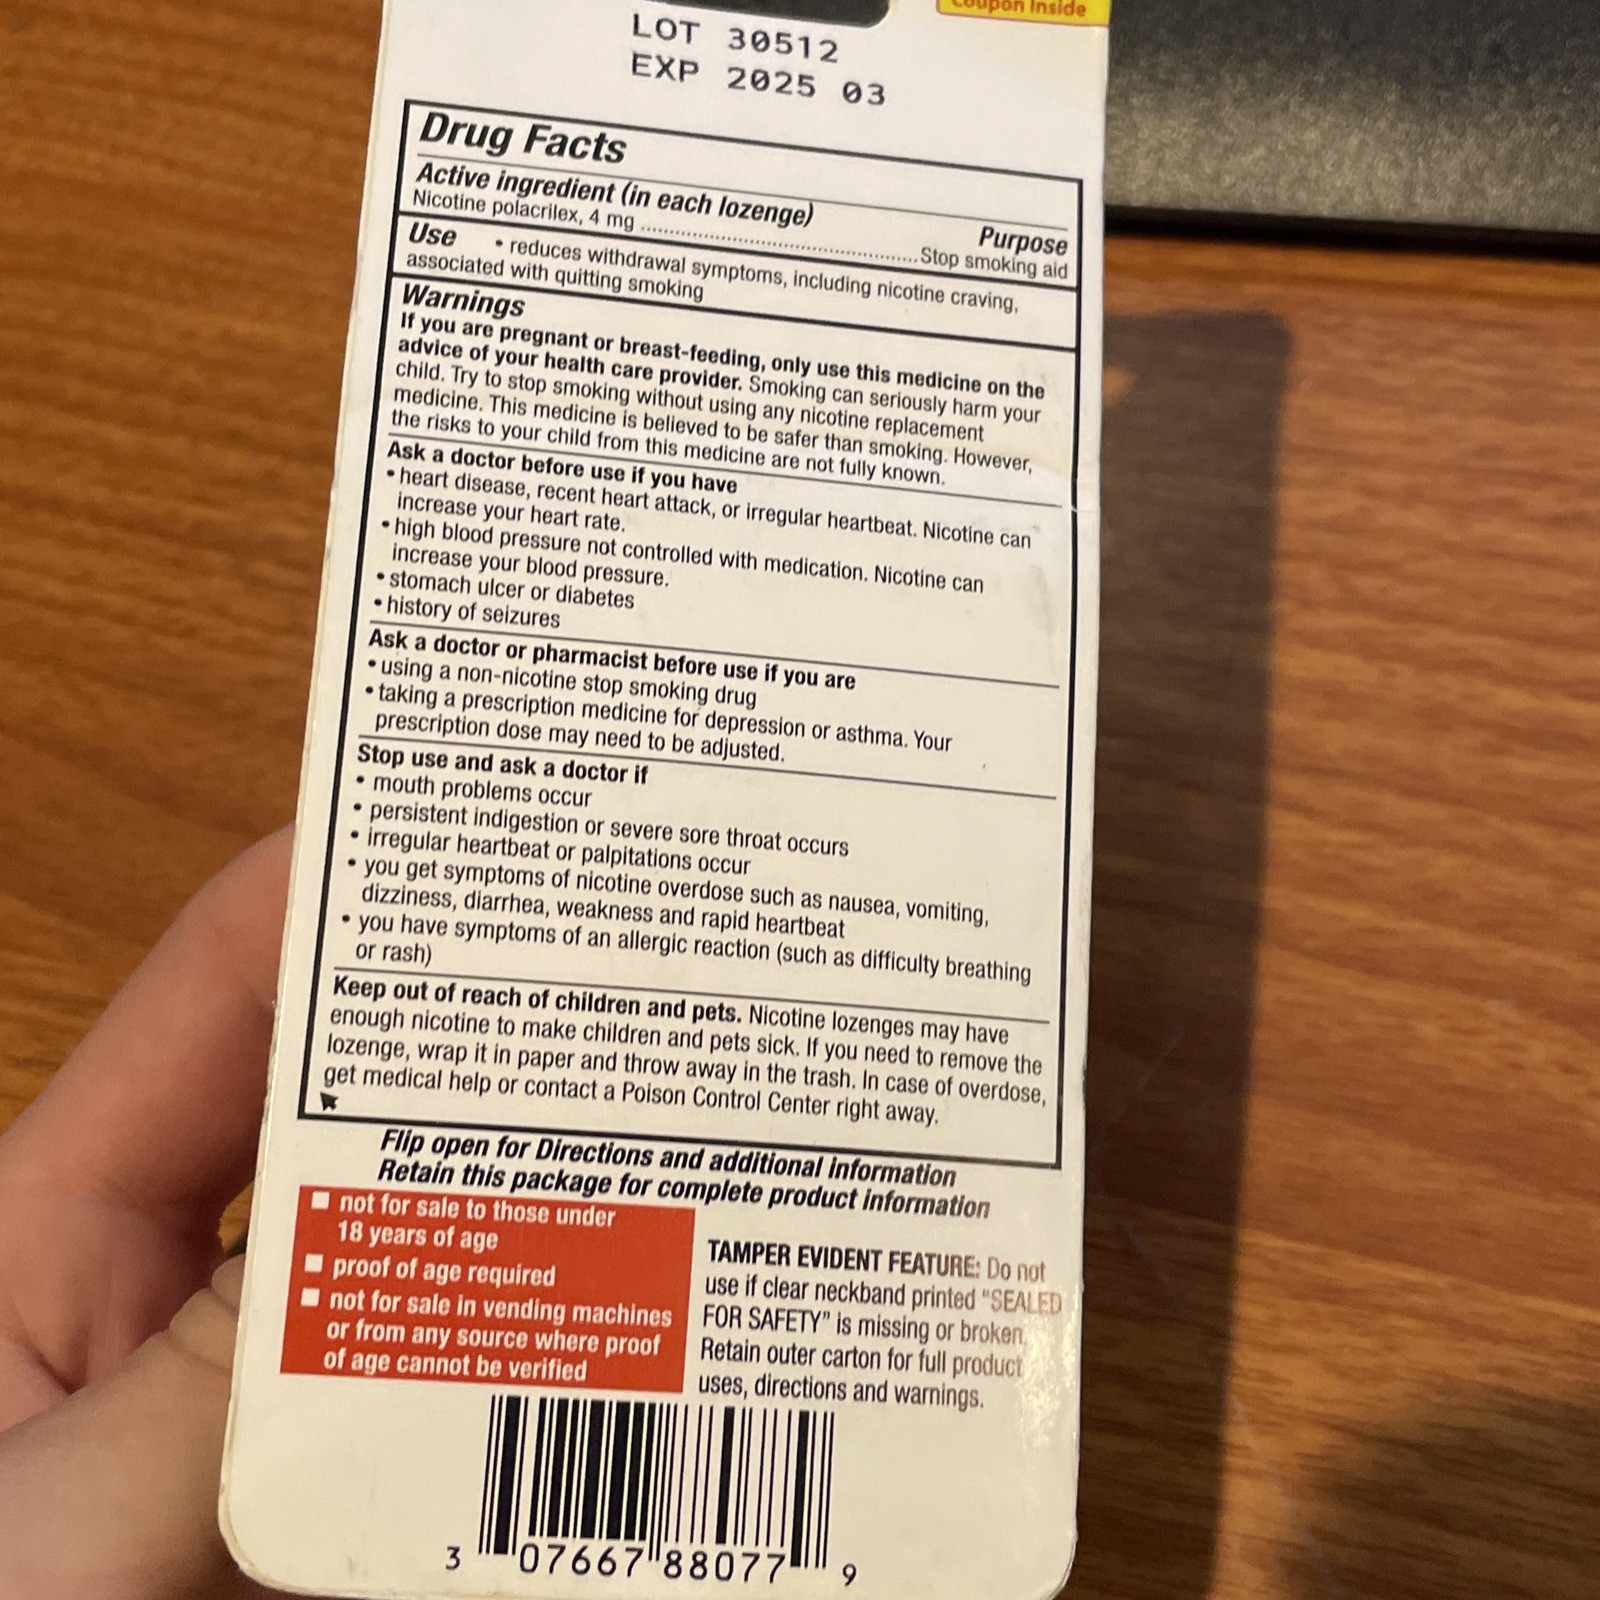 Coupon Inside
LOT 30512
EXP 2025 03
Drug Facts
Active ingredient (in each lozenge)
Purpose
Nicotine polacrilex, 4 mg ........................................................ Stop smoking aid
Use • reduces withdrawal symptoms, including nicotine craving,
associated with quitting smoking
Warnings
If you are pregnant or breast-feeding, only use this medicine on the
advice of your health care provider. Smoking can seriously harm your
child. Try to stop smoking without using any nicotine replacement
medicine. This medicine is believed to be safer than smoking. However,
the risks to your child from this medicine are not fully known.
Ask a doctor before use if you have
• heart disease, recent heart attack, or irregular heartbeat. Nicotine can
increase your heart rate.
• high blood pressure not controlled with medication. Nicotine can
increase your blood pressure.
• stomach ulcer or diabetes
• history of seizures
Ask a doctor or pharmacist before use if you are
• using a non-nicotine stop smoking drug
• taking a prescription medicine for depression or asthma. Your
prescription dose may need to be adjusted.
Stop use and ask a doctor if
• mouth problems occur
• persistent indigestion or severe sore throat occurs
• irregular heartbeat or palpitations occur
• you get symptoms of nicotine overdose such as nausea, vomiting,
dizziness, diarrhea, weakness and rapid heartbeat
• you have symptoms of an allergic reaction (such as difficulty breathing
or rash)
Keep out of reach of children and pets. Nicotine lozenges may have
enough nicotine to make children and pets sick. If you need to remove the
lozenge, wrap it in paper and throw away in the trash. In case of overdose,
get medical help or contact a Poison Control Center right away.
Flip open for Directions and additional information
Retain this package for complete product information
■ not for sale to those under
18 years of age
■ proof of age required
■ not for sale in vending machines
or from any source where proof
of age cannot be verified
TAMPER EVIDENT FEATURE: Do not
use if clear neckband printed "SEALED
FOR SAFETY" is missing or broken.
Retain outer carton for full product
uses, directions and warnings.
3 07667 88077 9